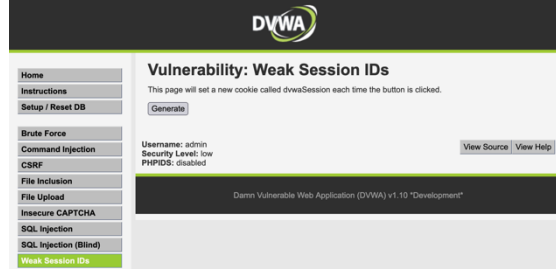 DVWA
Home
Instructions
Setup / Reset DB
Brute Force
Command Injection
CSRF
File Inclusion
File Upload
Insecure CAPTCHA
SQL Injection
SQL Injection (Blind)
Weak Session IDs
Vulnerability: Weak Session IDs
This page will set a new cookie called dvwaSession each time the button is clicked.
Generate
Username: admin
Security Level: low
PHPIDS: disabled
View Source View Help
Damn Vulnerable Web Application (DVWA) v1.10 *Development*